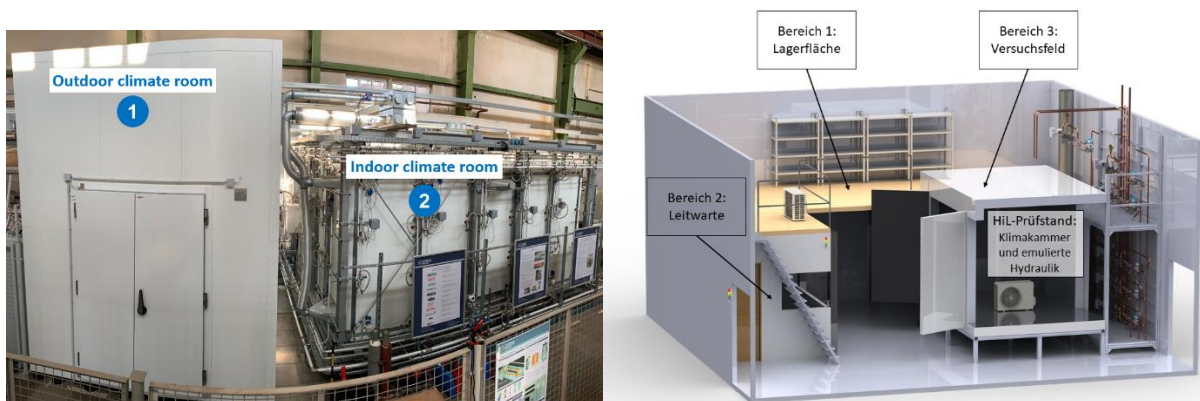 Outdoor climate room
1
Indoor climate room
2
Bereich 1:
Lagerfläche
Bereich 3:
Versuchsfeld
Bereich 2:
Leitwarte
HiL-Prüfstand:
Klimakammer
und emulierte
Hydraulik